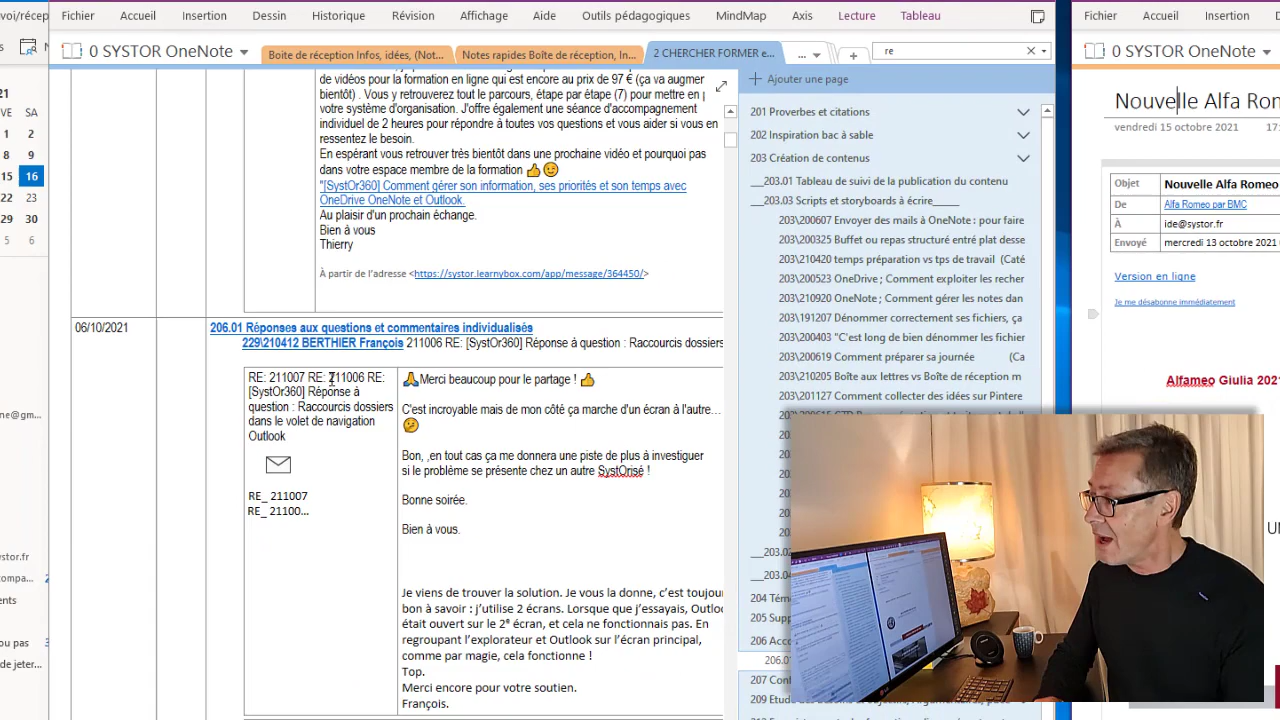 voi/récep
Fichier Accueil Insertion Dessin Historique Révision Affichage Aide Outils pédagogiques MindMap Axis Lecture Tableau
Fichier Accueil Insertion
0 SYSTOR OneNote
Boite de réception Infos, idées, (Not...
Notes rapides Boîte de réception, In...
2 CHERCHER FORMER e...
...
re
0 SYSTOR OneNote
21
VE SA
1 2
8 9
15 16
22 23
29 30
5 6
ne@gm...
stor.fr
compa...
ents
ou pas
de jeter...
de vidéos pour la formation en ligne qui est encore au prix de 97 € (ça va augmer
bientôt) . Vous y retrouverez tout le parcours, étape par étape (7) pour mettre en
votre système d'organisation. J'offre également une séance d'accompagnement
individuel de 2 heures pour répondre à toutes vos questions et vous aider si vous en
ressentez le besoin.
En espérant vous retrouver très bientôt dans une prochaine vidéo et pourquoi pas
dans votre espace membre de la formation 👍😉
"[SystOr360] Comment gérer son information, ses priorités et son temps avec
OneDrive OneNote et Outlook.
Au plaisir d'un prochain échange.
Bien à vous
Thierry
À partir de l'adresse <https://systor.learnybox.com/app/message/364450/>
06/10/2021
206.01 Réponses aux questions et commentaires individualisés
229\210412 BERTHIER François 211006 RE: [SystOr360] Réponse à question : Raccourcis dossiers
RE: 211007 RE: 211006 RE:
[SystOr360] Réponse à
question : Raccourcis dossiers
dans le volet de navigation
Outlook
RE_ 211007
RE_ 21100...
🙏Merci beaucoup pour le partage ! 👍
C'est incroyable mais de mon côté ça marche d'un écran à l'autre...
🤔
Bon, ,en tout cas ça me donnera une piste de plus à investiguer
si le problème se présente chez un autre SystOrisé !
Bonne soirée.
Bien à vous.
Je viens de trouver la solution. Je vous la donne, c'est toujour
bon à savoir : j'utilise 2 écrans. Lorsque j'essayais, Outloo
était ouvert sur le 2e écran, et cela ne fonctionnais pas. En
regroupant l'explorateur et Outlook sur l'écran principal,
comme par magie, cela fonctionne !
Top.
Merci encore pour votre soutien.
François.
Ajouter une page
201 Proverbes et citations
202 Inspiration bac à sable
203 Création de contenus
___203.01 Tableau de suivi de la publication du contenu
___203.03 Scripts et storyboards à écrire_____
203\200607 Envoyer des mails à OneNote : pour faire
203\200325 Buffet ou repas structuré entré plat desse
203\210420 temps préparation vs tps de travail (Caté
203\200523 OneDrive ; Comment exploiter les recher
203\210920 OneNote ; Comment gérer les notes dan
203\191207 Dénommer correctement ses fichiers, ça
203\200403 "C'est long de bien dénommer les fichier
203\200619 Comment préparer sa journée (Ca
203\210205 Boîte aux lettres vs Boîte de réception m
203\201127 Comment collecter des idées sur Pintere
___203.0
___203.0
204 Tém
205 Supp
206 Acco
206.0
207 Con
Nouvelle Alfa Rom
vendredi 15 octobre 2021 17:
Objet Nouvelle Alfa Romeo
De Alfa Romeo par BMC
À ide@systor.fr
Envoyé mercredi 13 octobre 2021
Version en ligne
Je me désabonne immédiatement
Alfameo Giulia 2021
UN